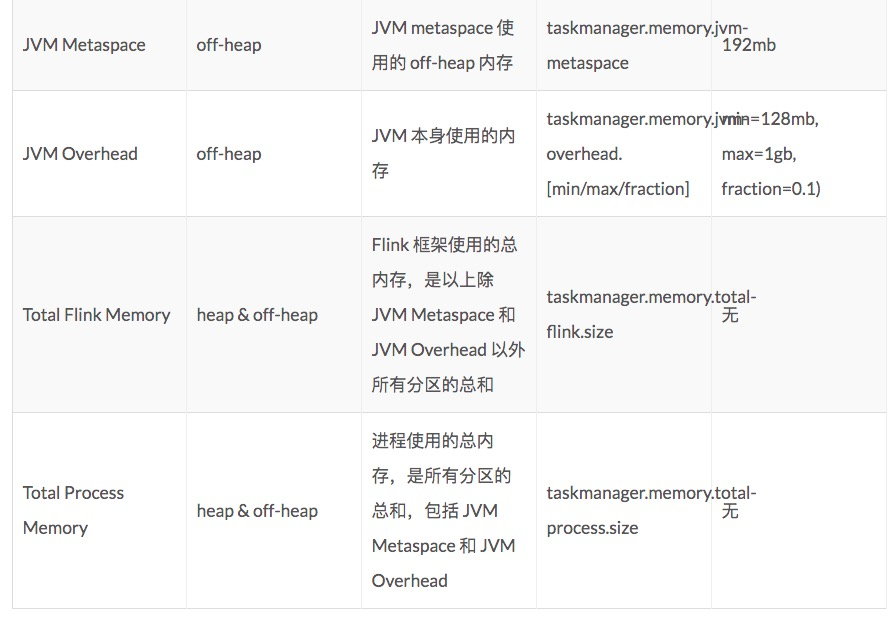 JVM Metaspace
off-heap
JVM metaspace 使
用的 off-heap 内存
taskmanager.memory.jvm-
metaspace
192mb
JVM Overhead
off-heap
JVM 本身使用的内
存
taskmanager.memory.jvm-
overhead.
[min/max/fraction]
min=128mb,
max=1gb,
fraction=0.1)
Total Flink Memory
heap & off-heap
Flink 框架使用的总
内存，是以上除
JVM Metaspace 和
JVM Overhead 以外
所有分区的总和
taskmanager.memory.total-
flink.size
无
Total Process
Memory
heap & off-heap
进程使用的总内
存，是所有分区的
总和，包括 JVM
Metaspace 和 JVM
Overhead
taskmanager.memory.total-
process.size
无